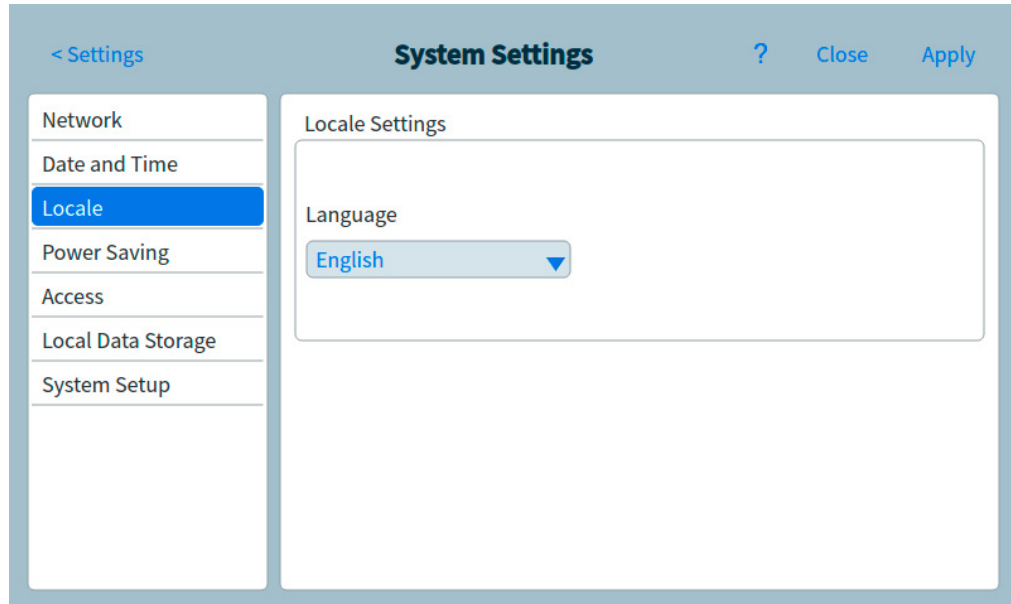 < Settings System Settings ? Close Apply
Network
Date and Time
Locale
Power Saving
Access
Local Data Storage
System Setup
Locale Settings
Language
English